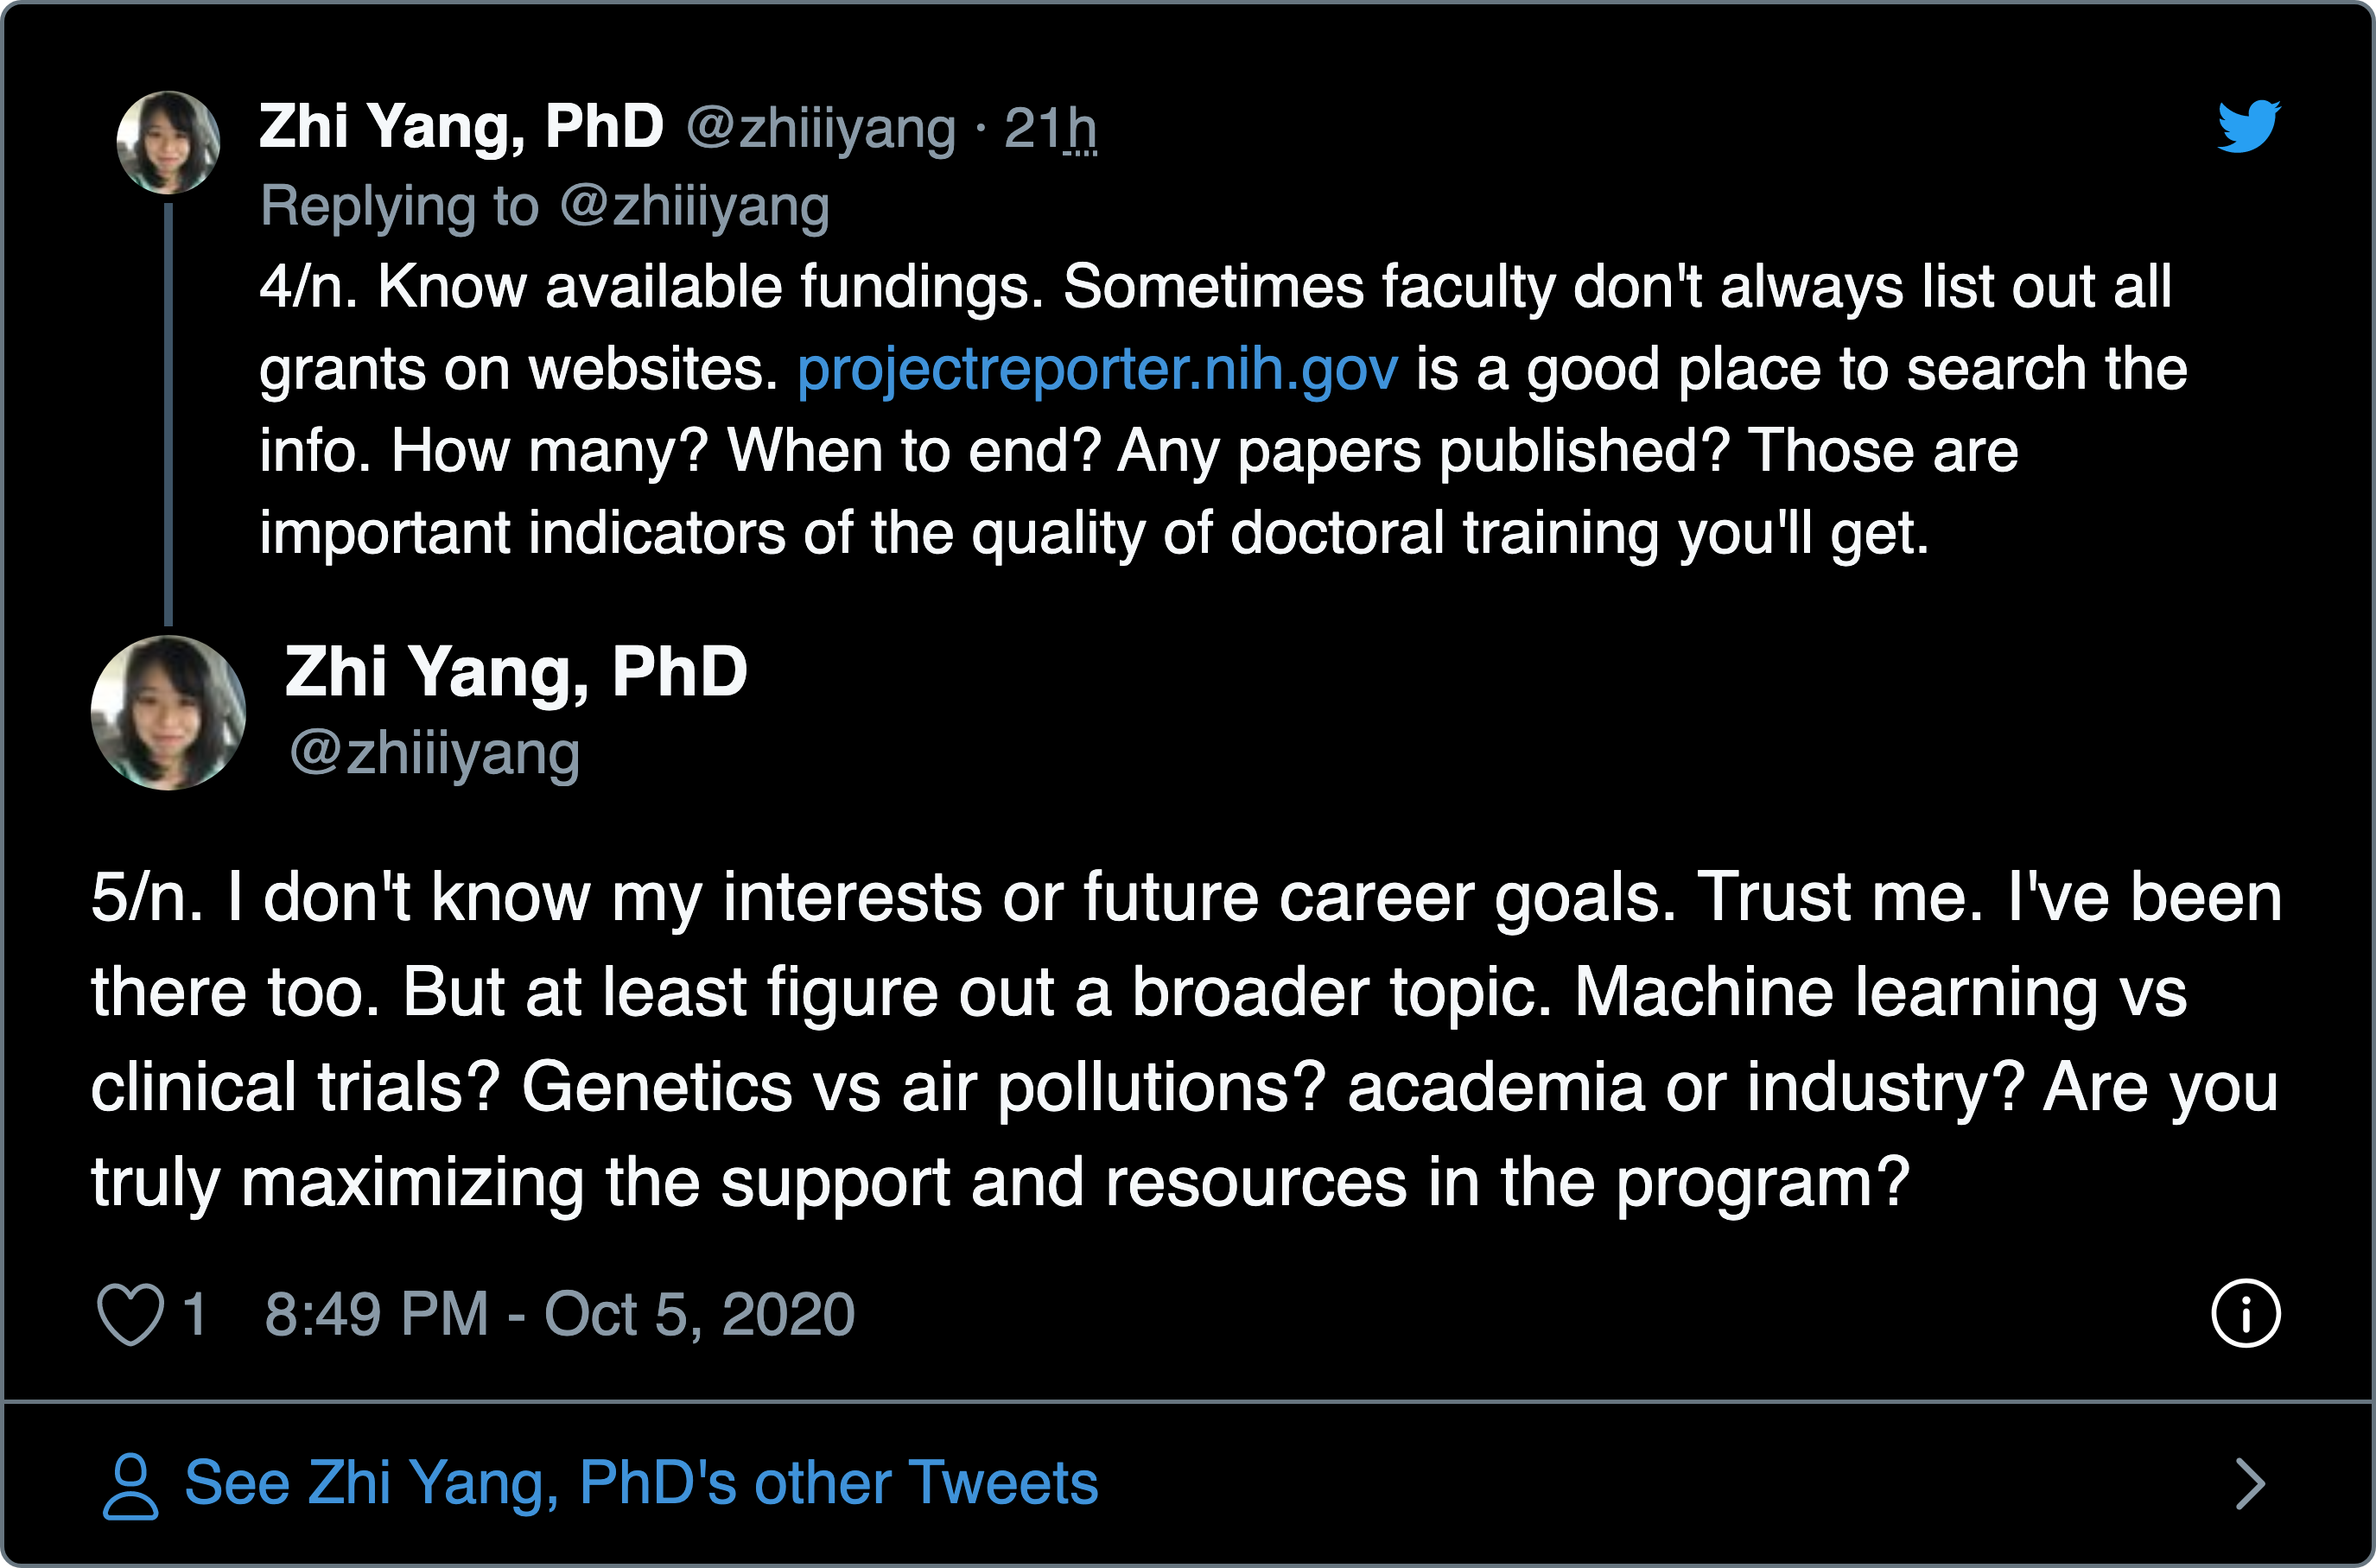 Zhi Yang, PhD @zhiiiyang · 21h
Replying to @zhiiiyang
4/n. Know available fundings. Sometimes faculty don't always list out all
grants on websites. projectreporter.nih.gov is a good place to search the
info. How many? When to end? Any papers published? Those are
important indicators of the quality of doctoral training you'll get.
Zhi Yang, PhD
@zhiiiyang
5/n. I don't know my interests or future career goals. Trust me. I've been
there too. But at least figure out a broader topic. Machine learning vs
clinical trials? Genetics vs air pollutions? academia or industry? Are you
truly maximizing the support and resources in the program?
1 8:49 PM - Oct 5, 2020
See Zhi Yang, PhD's other Tweets